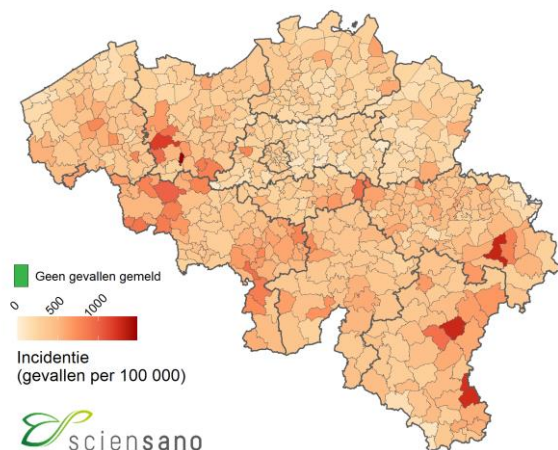 Geen gevallen gemeld
0 500 1000
Incidentie
(gevallen per 100 000)
sciensano